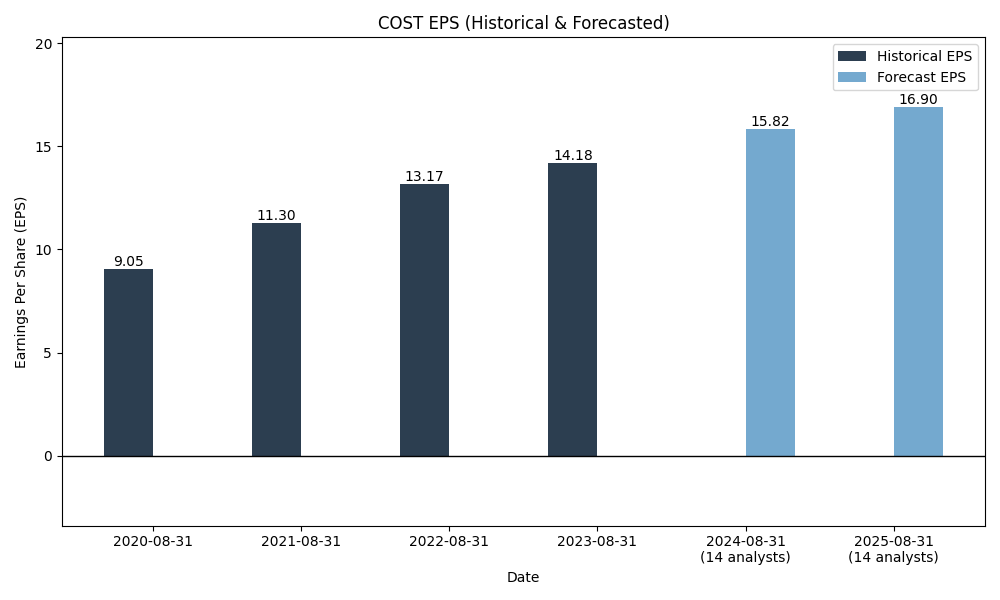 COST EPS (Historical & Forecasted)
Historical EPS
Forecast EPS
20
15
10
5
0
Earnings Per Share (EPS)
9.05
11.30
13.17
14.18
15.82
16.90
2020-08-31
2021-08-31
2022-08-31
2023-08-31
2024-08-31
(14 analysts)
2025-08-31
(14 analysts)
Date